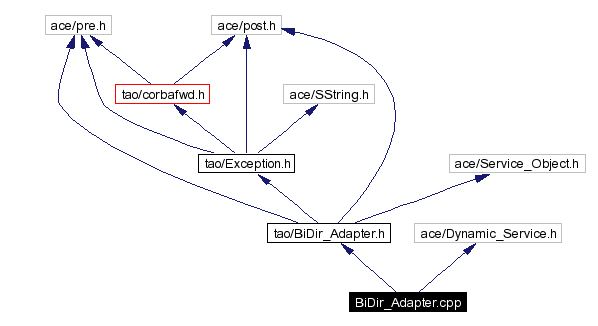 ace/pre.h
ace/post.h
tao/corbafwd.h
ace/SString.h
tao/Exception.h
ace/Service_Object.h
tao/BiDir_Adapter.h
ace/Dynamic_Service.h
BiDir_Adapter.cpp